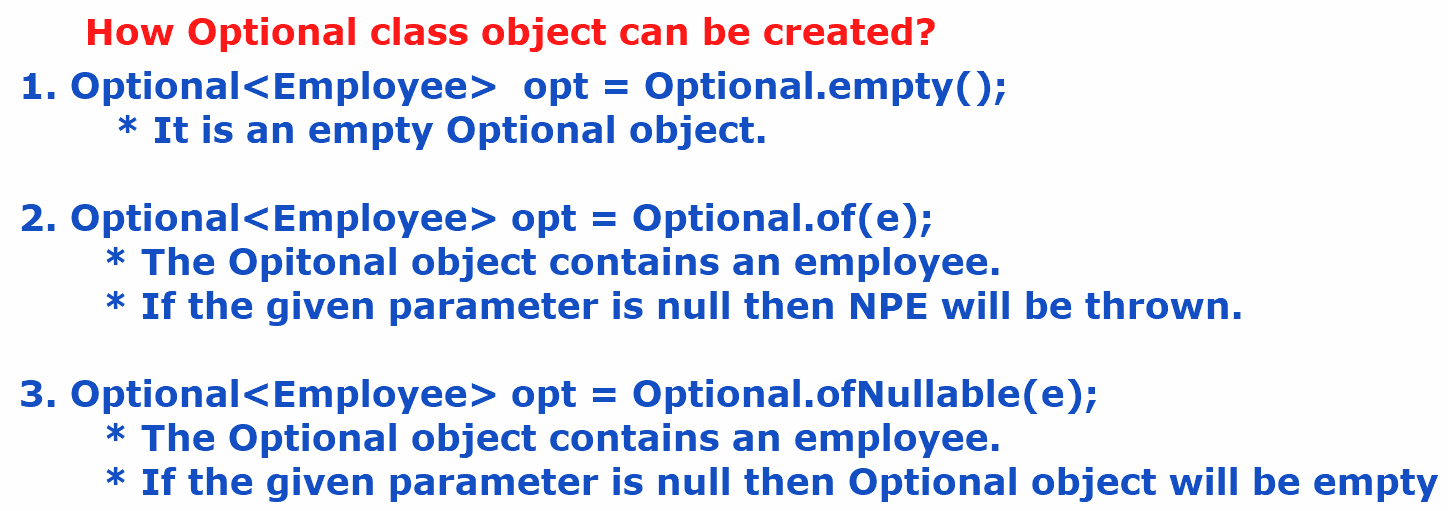 How Optional class object can be created?
1. Optional<Employee>  opt = Optional.empty();
* It is an empty Optional object.
2. Optional<Employee> opt = Optional.of(e);
* The Opitonal object contains an employee.
* If the given parameter is null then NPE will be thrown.
3. Optional<Employee> opt = Optional.ofNullable(e);
* The Optional object contains an employee.
* If the given parameter is null then Optional object will be empty